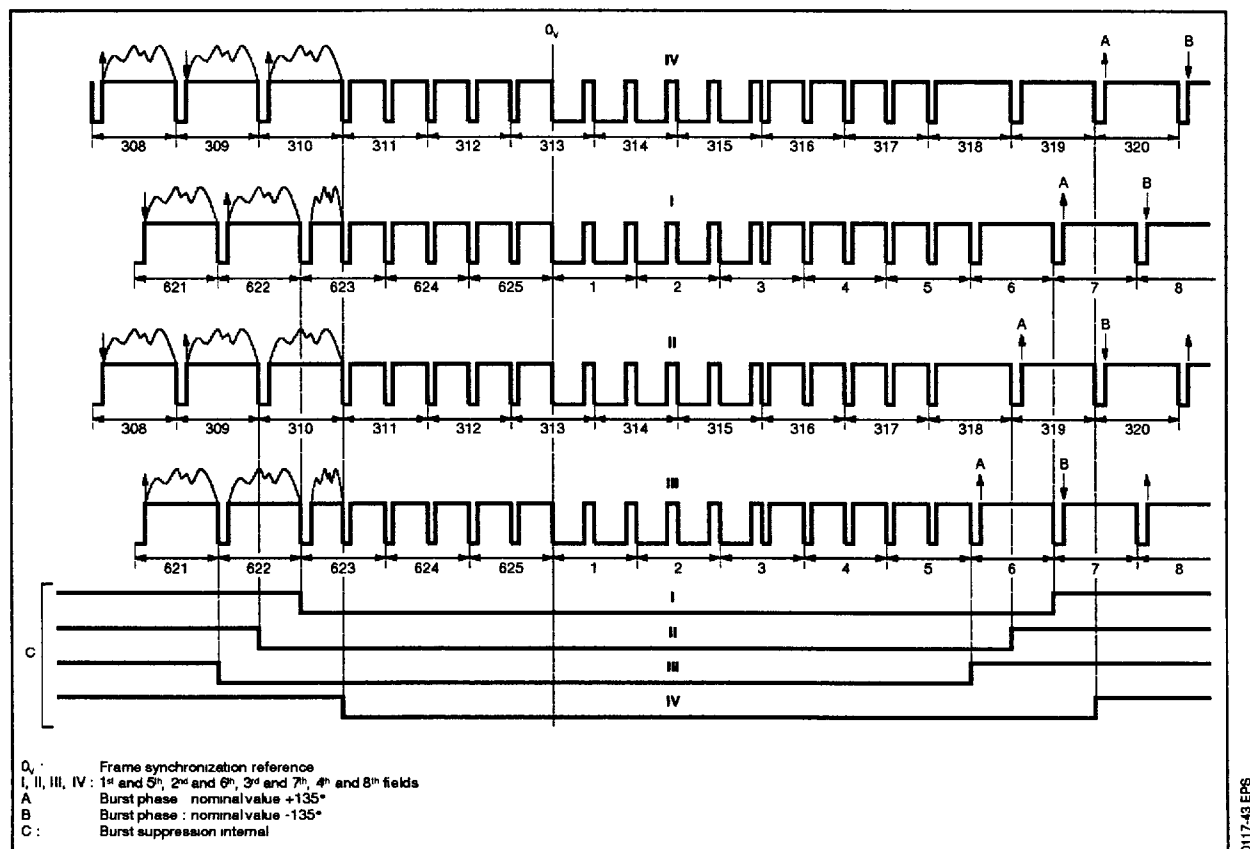 0v
IV
A
B
308 309 310 311 312 313 314 315 316 317 318 319 320
I
A
B
621 622 623 624 625 1 2 3 4 5 6 7 8
II
A
B
308 309 310 311 312 313 314 315 316 317 318 319 320
III
A
B
621 622 623 624 625 1 2 3 4 5 6 7 8
I
II
C
III
IV
0v : Frame synchronization reference
I, II, III, IV : 1st and 5th, 2nd and 6th, 3rd and 7th, 4th and 8th fields
A Burst phase : nominal value +135°
B Burst phase : nominal value -135°
C : Burst suppression internal
0117-43 EPS